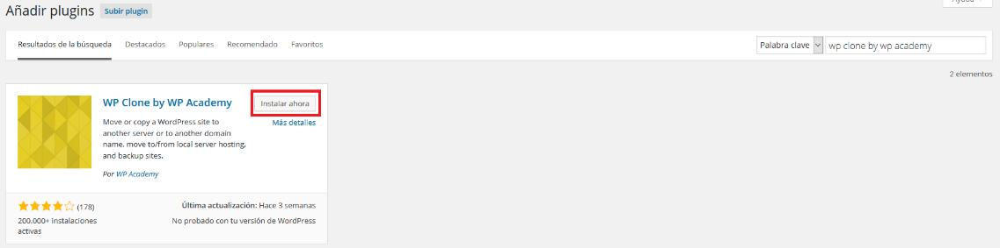 Ayuda
Añadir plugins Subir plugin
Resultados de la búsqueda Destacados Populares Recomendado Favoritos Palabra clave wp clone by wp academy
2 elementos
WP Clone by WP Academy Instalar ahora
Más detalles
Move or copy a WordPress site to
another server or to another domain
name, move to/from local server hosting,
and backup sites.
Por WP Academy
(178) Última actualización: Hace 3 semanas
200.000+ instalaciones No probado con tu versión de WordPress
activas